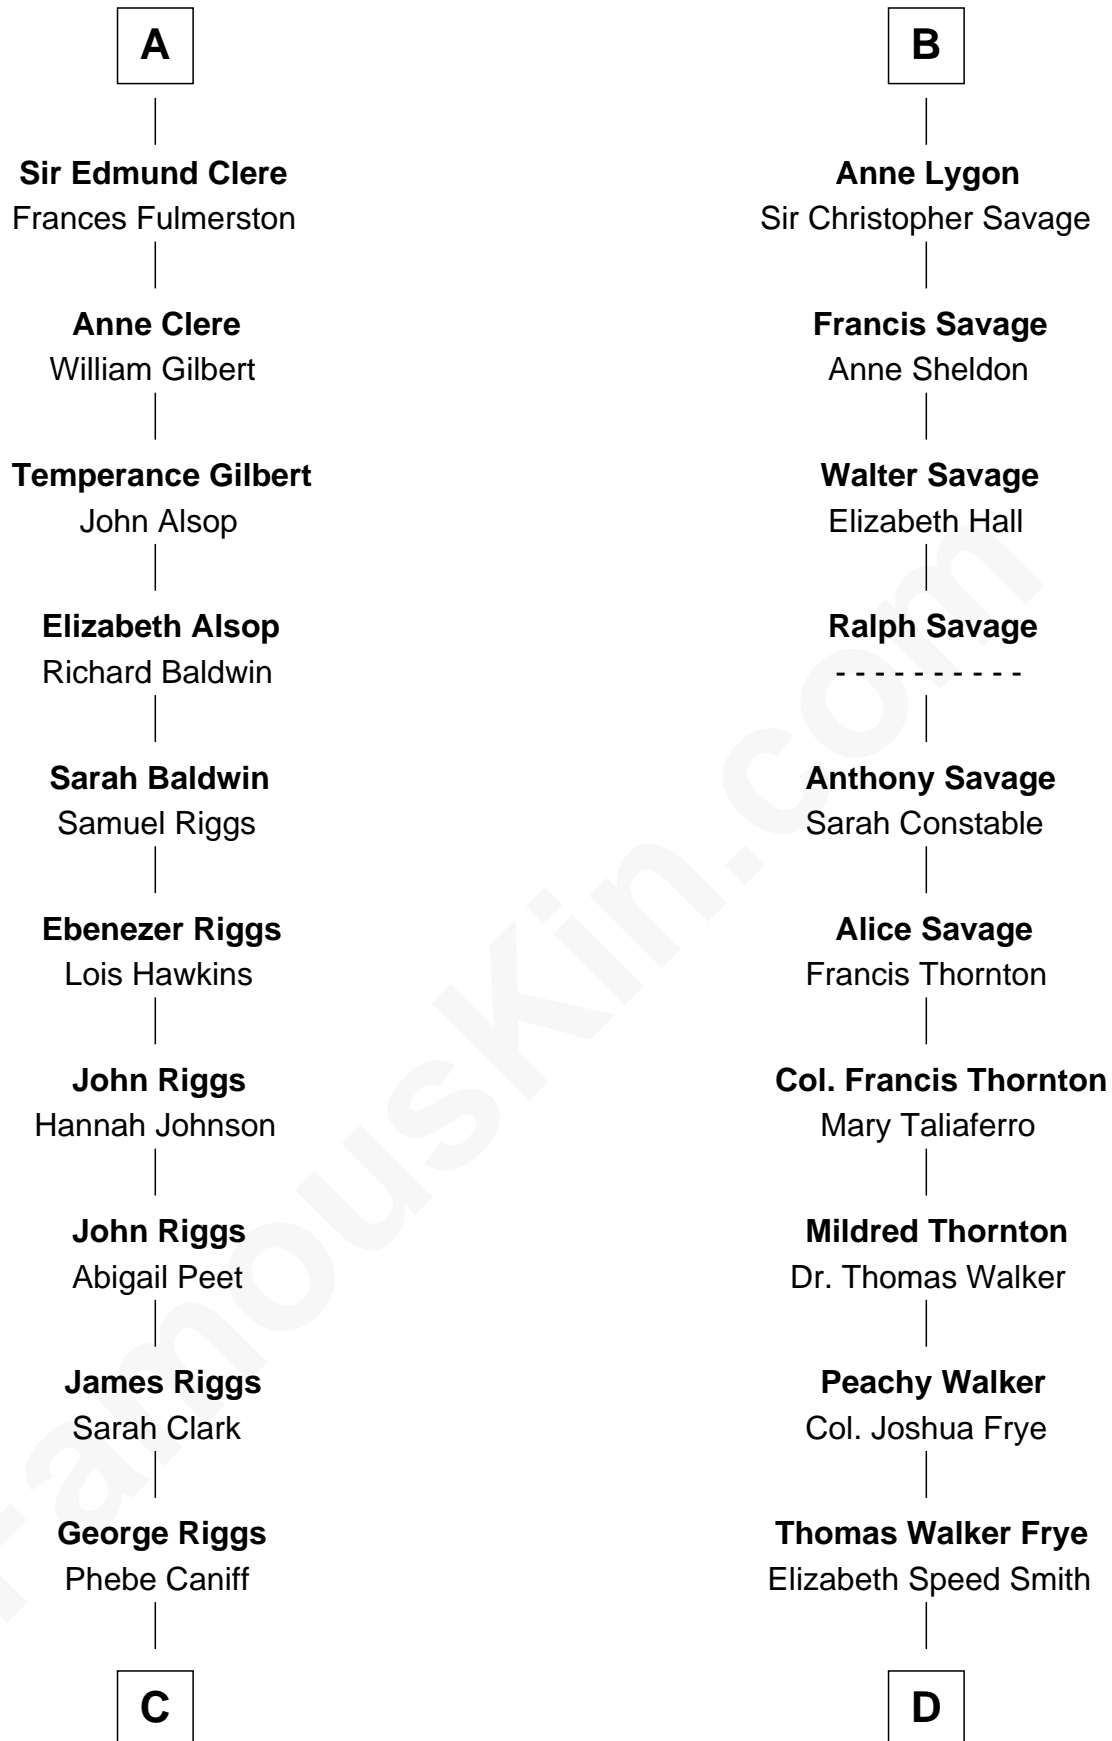 A
Sir Edmund Clere
Frances Fulmerston
Anne Clere
William Gilbert
Temperance Gilbert
John Alsop
Elizabeth Alsop
Richard Baldwin
Sarah Baldwin
Samuel Riggs
Ebenezer Riggs
Lois Hawkins
John Riggs
Hannah Johnson
John Riggs
Abigail Peet
James Riggs
Sarah Clark
George Riggs
Phebe Caniff
C
B
Anne Lygon
Sir Christopher Savage
Francis Savage
Anne Sheldon
Walter Savage
Elizabeth Hall
Ralph Savage
- - - - - - - - - -
Anthony Savage
Sarah Constable
Alice Savage
Francis Thornton
Col. Francis Thornton
Mary Taliaferro
Mildred Thornton
Dr. Thomas Walker
Peachy Walker
Col. Joshua Frye
Thomas Walker Frye
Elizabeth Speed Smith
D
FamousKin.com